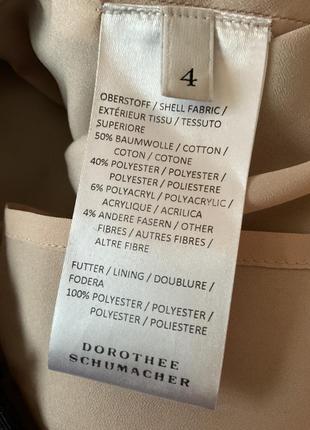 4
OBERSTOFF / SHELL FABRIC /
EXTÉRIEUR TISSU / TESSUTO
SUPERIORE
50% BAUMWOLLE / COTTON /
COTON / COTONE
40% POLYESTER / POLYESTER /
POLYESTER / POLIESTERE
6% POLYACRYL / POLYACRYLIC /
ACRYLIQUE / ACRILICA
4% ANDERE FASERN / OTHER
FIBRES / AUTRES FIBRES /
ALTRE FIBRE
FUTTER / LINING / DOUBLURE /
FODERA
100% POLYESTER / POLYESTER /
POLYESTER / POLIESTERE
DOROTHEE
SCHUMACHER